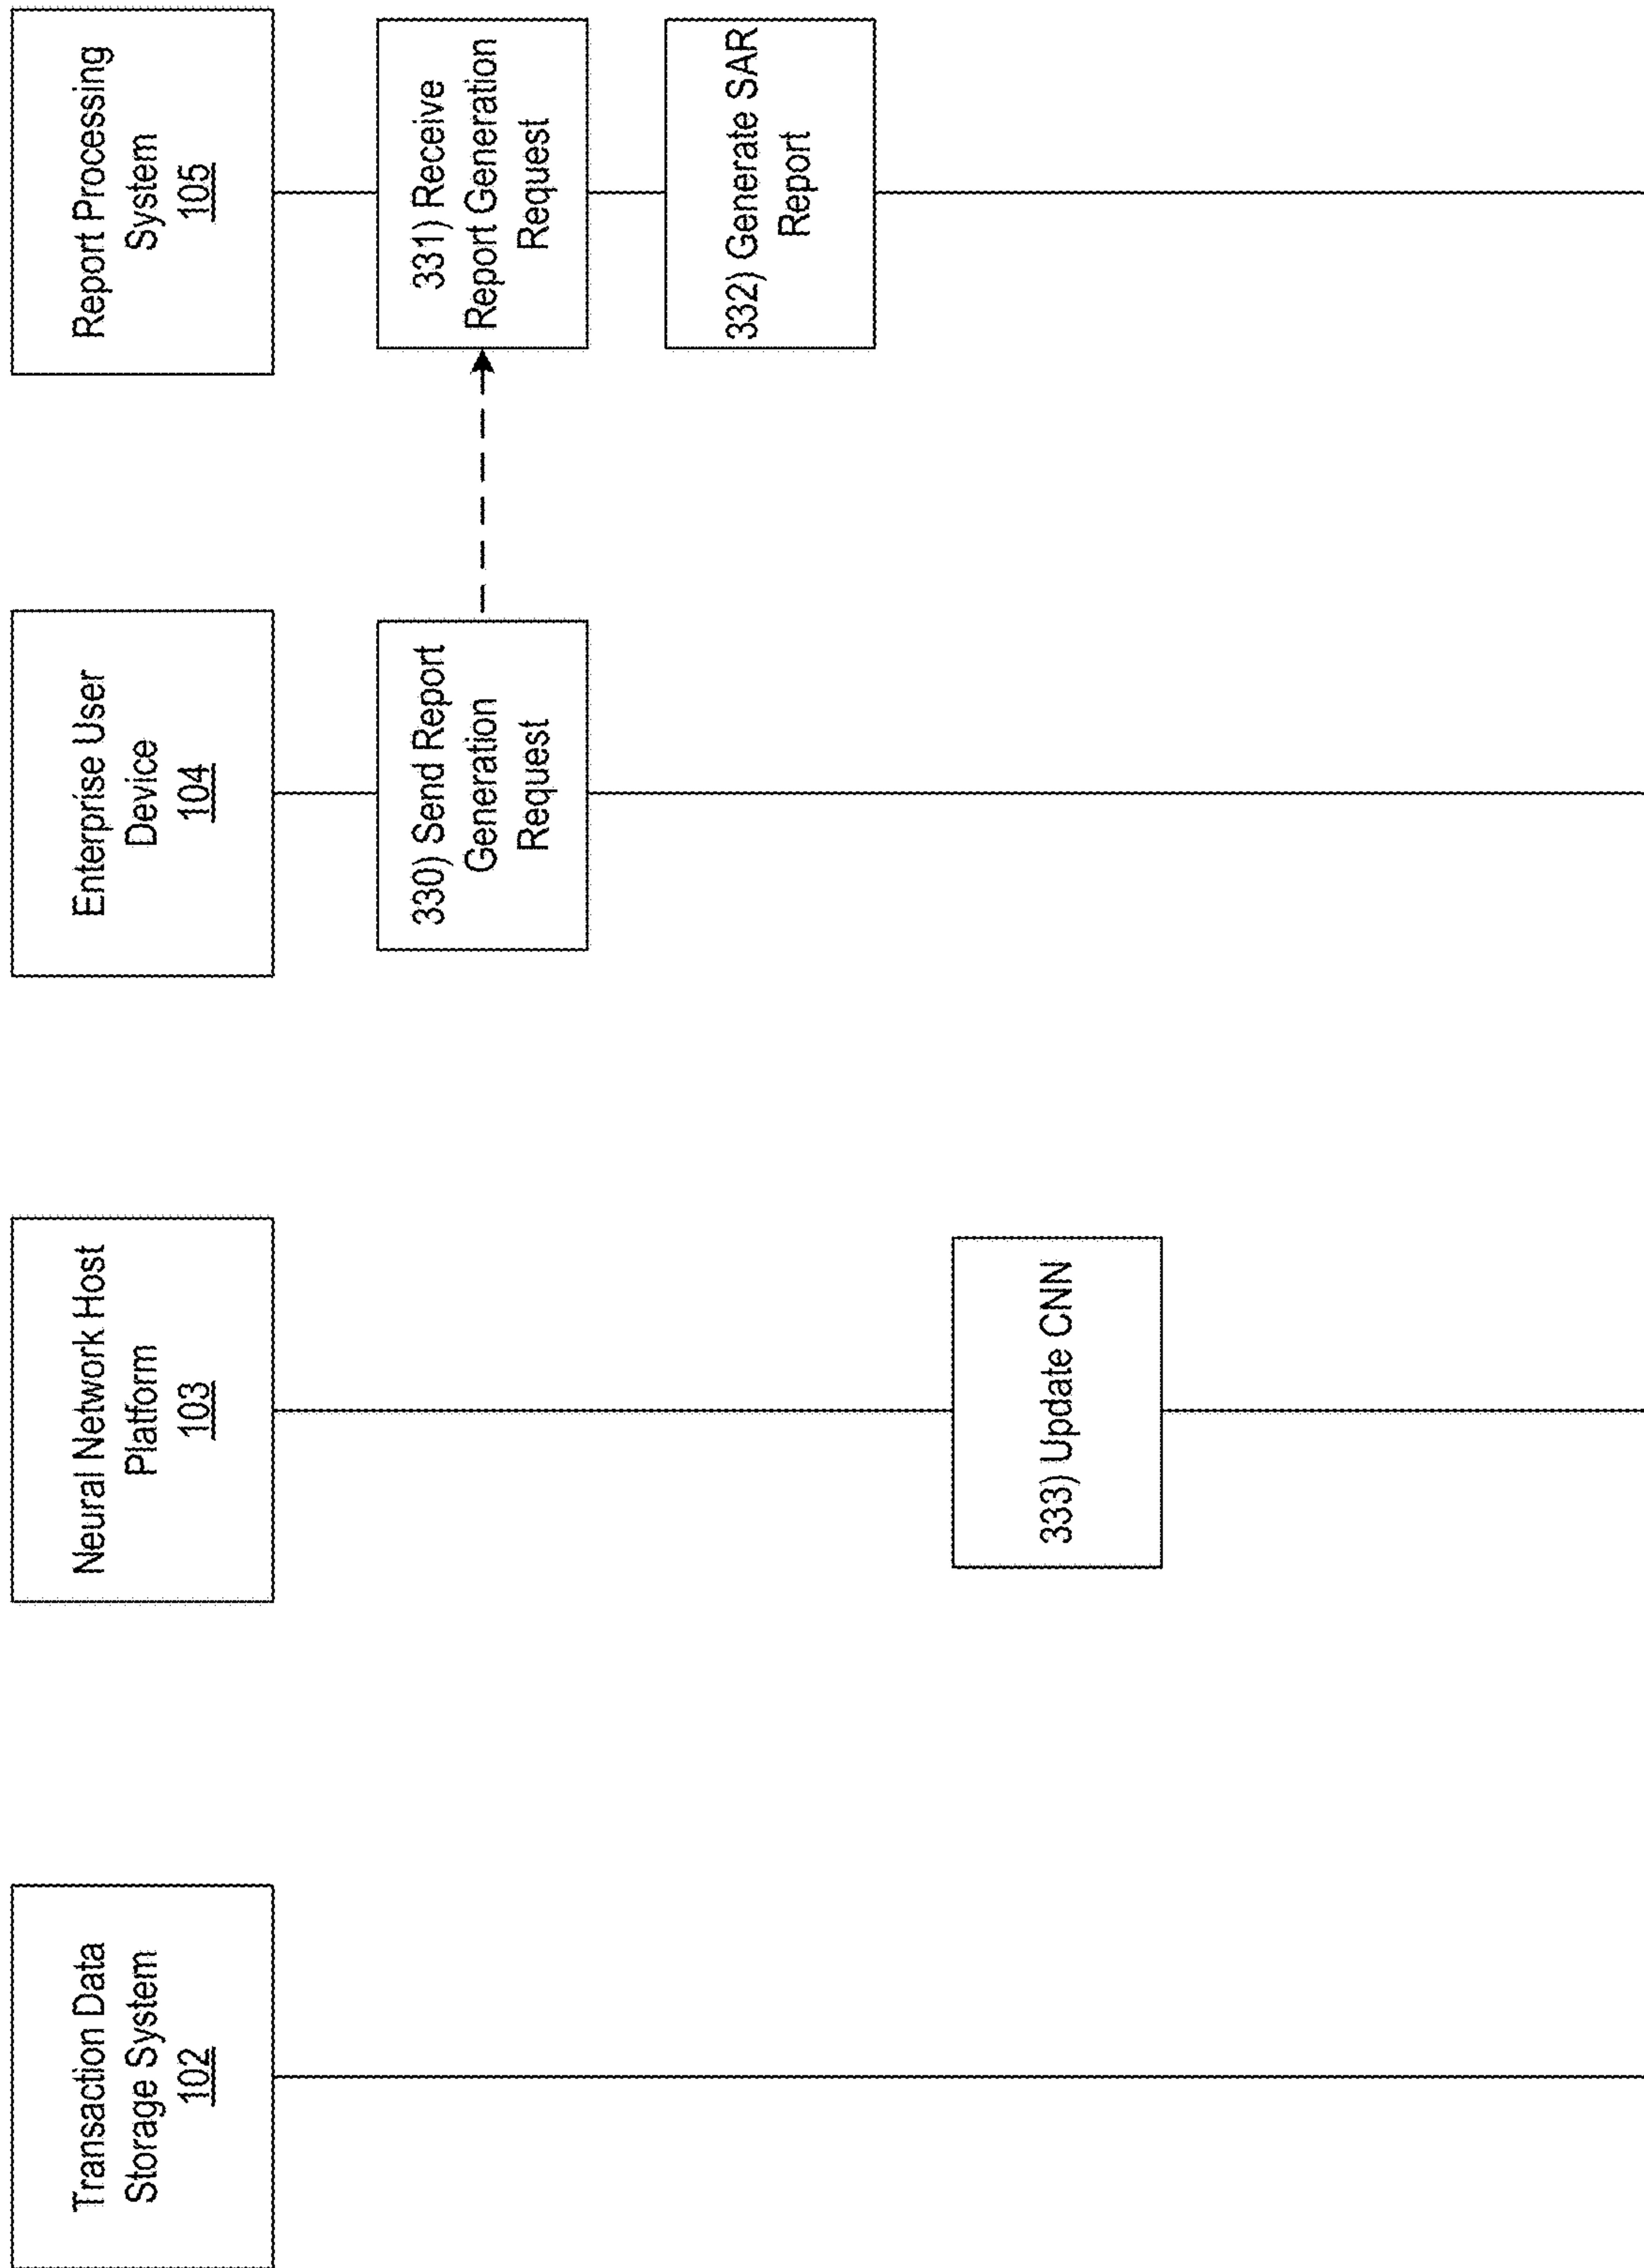 Transaction Data
Storage System
102
Neural Network Host
Platform
103
Enterprise User
Device
104
Report Processing
System
105
330) Send Report
Generation
Request
331) Receive
Report Generation
Request
332) Generate SAR
Report
333) Update CNN